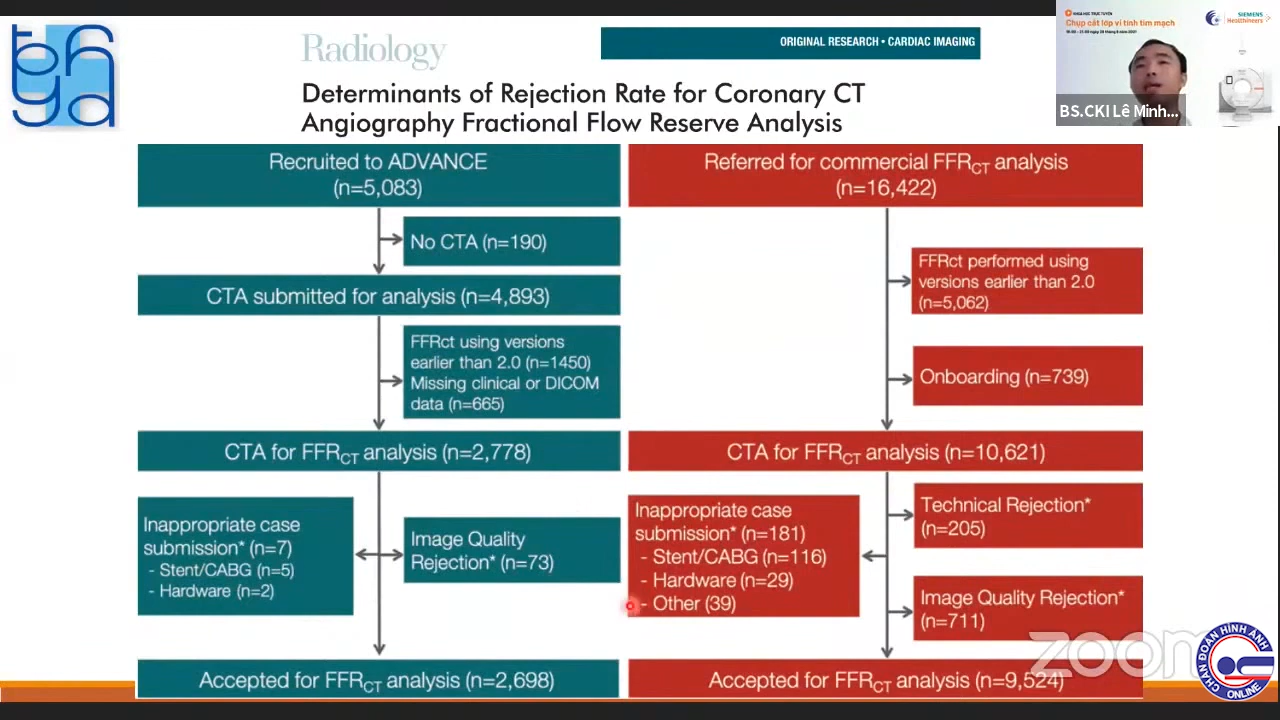 Radiology
ORIGINAL RESEARCH • CARDIAC IMAGING
KHOA HỌC TRỰC TUYẾN
Chụp cắt lớp vi tính tim mạch
SIEMENS
Healthineers
BS.CKI Lê Minh...
Determinants of Rejection Rate for Coronary CT
Angiography Fractional Flow Reserve Analysis
Recruited to ADVANCE
(n=5,083)
No CTA (n=190)
CTA submitted for analysis (n=4,893)
FFRct using versions
earlier than 2.0 (n=1450)
Missing clinical or DICOM
data (n=665)
CTA for FFRCT analysis (n=2,778)
Inappropriate case
submission* (n=7)
- Stent/CABG (n=5)
- Hardware (n=2)
Image Quality
Rejection* (n=73)
Accepted for FFRCT analysis (n=2,698)
Referred for commercial FFRCT analysis
(n=16,422)
FFRct performed using
versions earlier than 2.0
(n=5,062)
Onboarding (n=739)
CTA for FFRCT analysis (n=10,621)
Inappropriate case
submission* (n=181)
- Stent/CABG (n=116)
- Hardware (n=29)
- Other (39)
Technical Rejection*
(n=205)
Image Quality Rejection*
(n=711)
Accepted for FFRCT analysis (n=9,524)
zoom
CHẨN ĐOÁN HÌNH ẢNH
ONLINE